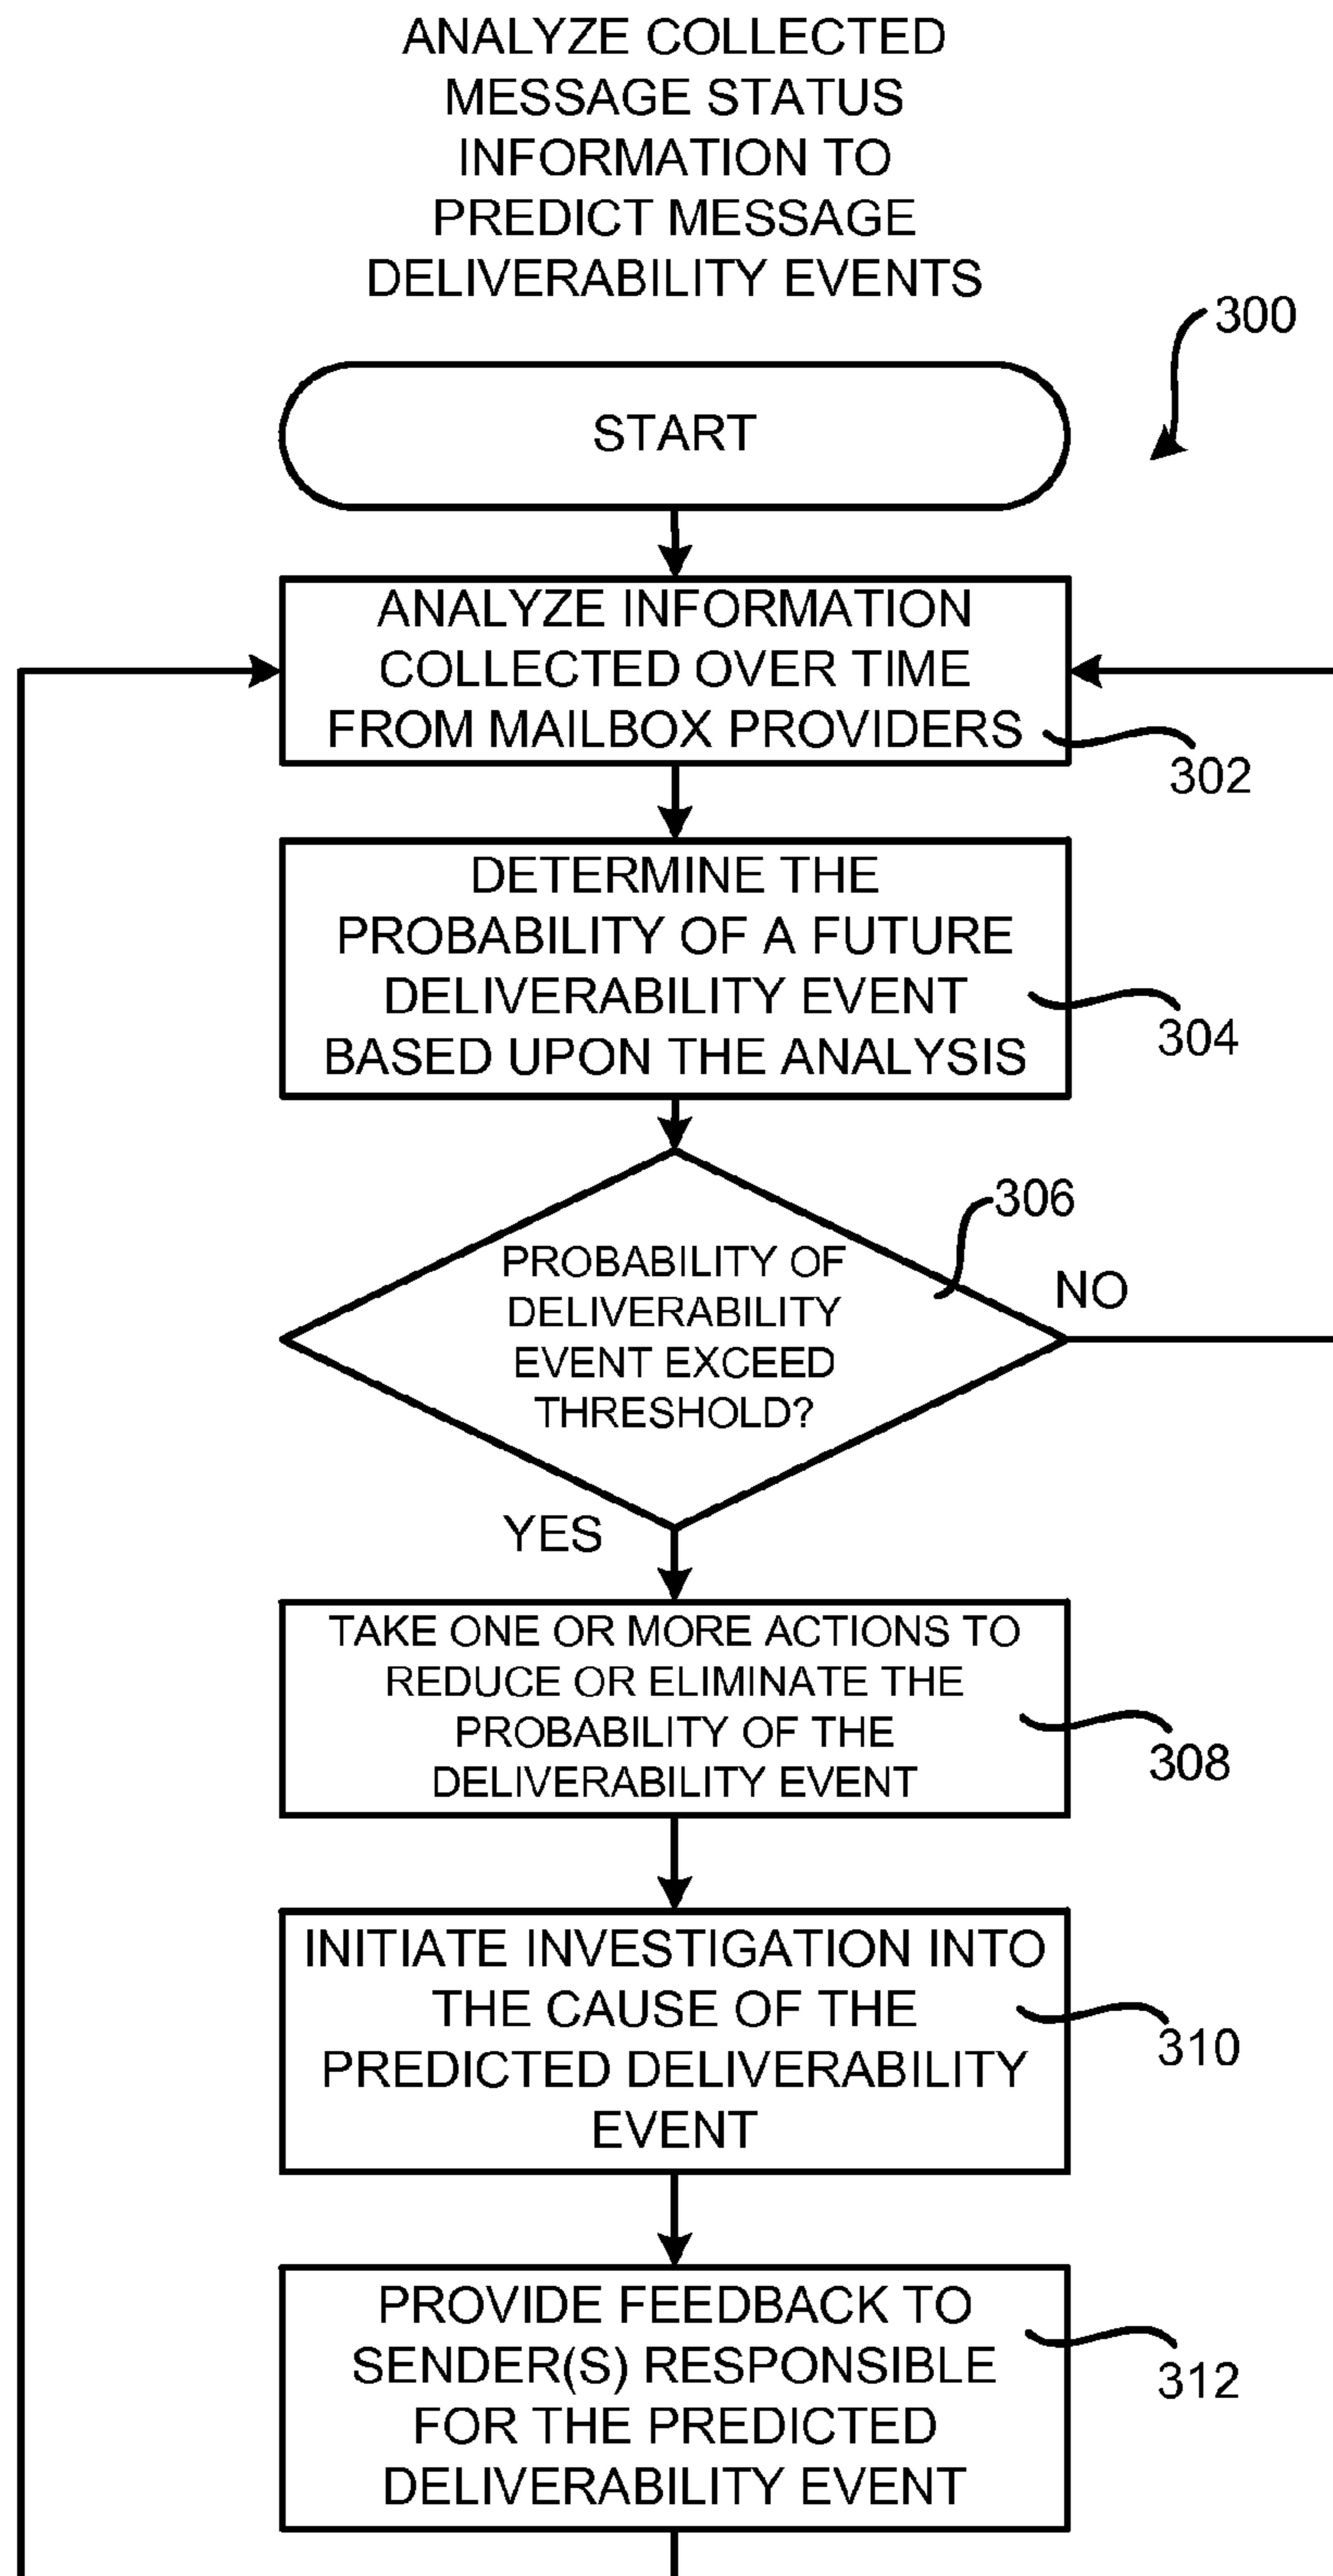 ANALYZE COLLECTED
MESSAGE STATUS
INFORMATION TO
PREDICT MESSAGE
DELIVERABILITY EVENTS
300
START
ANALYZE INFORMATION
COLLECTED OVER TIME
FROM MAILBOX PROVIDERS
302
DETERMINE THE
PROBABILITY OF A FUTURE
DELIVERABILITY EVENT
BASED UPON THE ANALYSIS
304
306
PROBABILITY OF
DELIVERABILITY
EVENT EXCEED
THRESHOLD?
NO
YES
TAKE ONE OR MORE ACTIONS TO
REDUCE OR ELIMINATE THE
PROBABILITY OF THE
DELIVERABILITY EVENT
308
INITIATE INVESTIGATION INTO
THE CAUSE OF THE
PREDICTED DELIVERABILITY
EVENT
310
PROVIDE FEEDBACK TO
SENDER(S) RESPONSIBLE
FOR THE PREDICTED
DELIVERABILITY EVENT
312